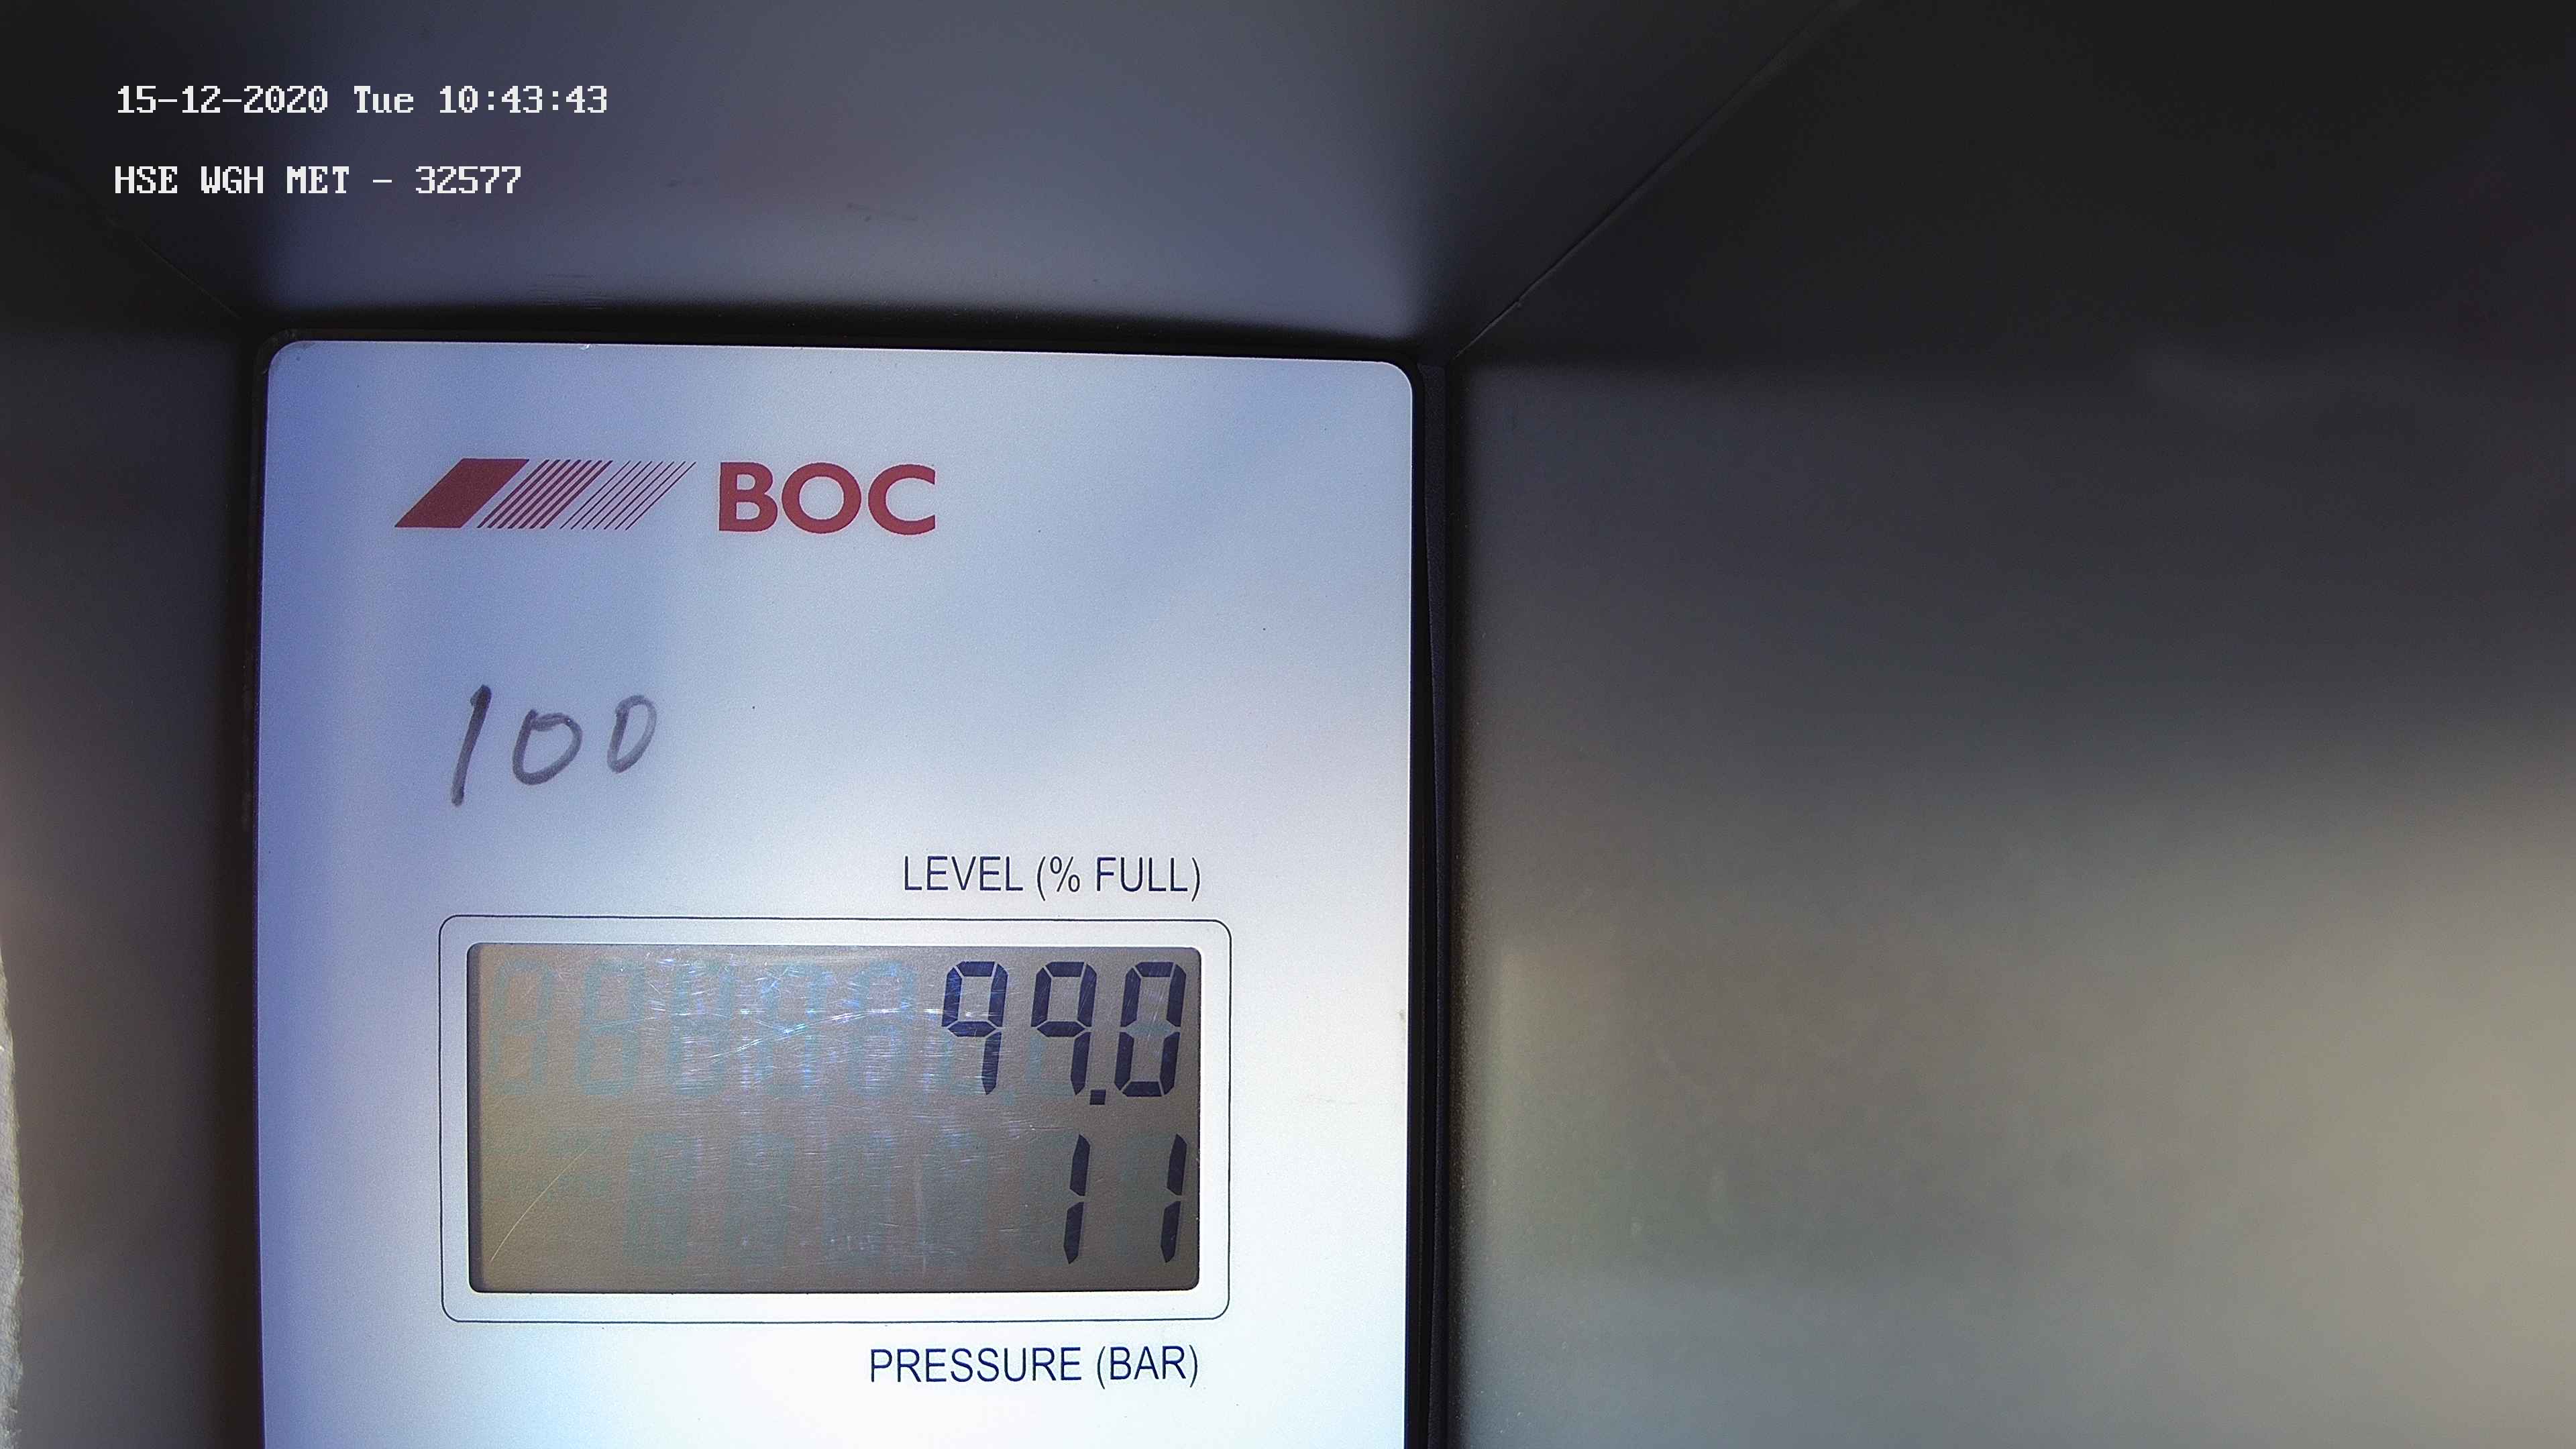 15-12-2020 Tue 10:43:43
HSE WGH MET - 32577
BOC
100
LEVEL (% FULL)
99.0
11
PRESSURE (BAR)